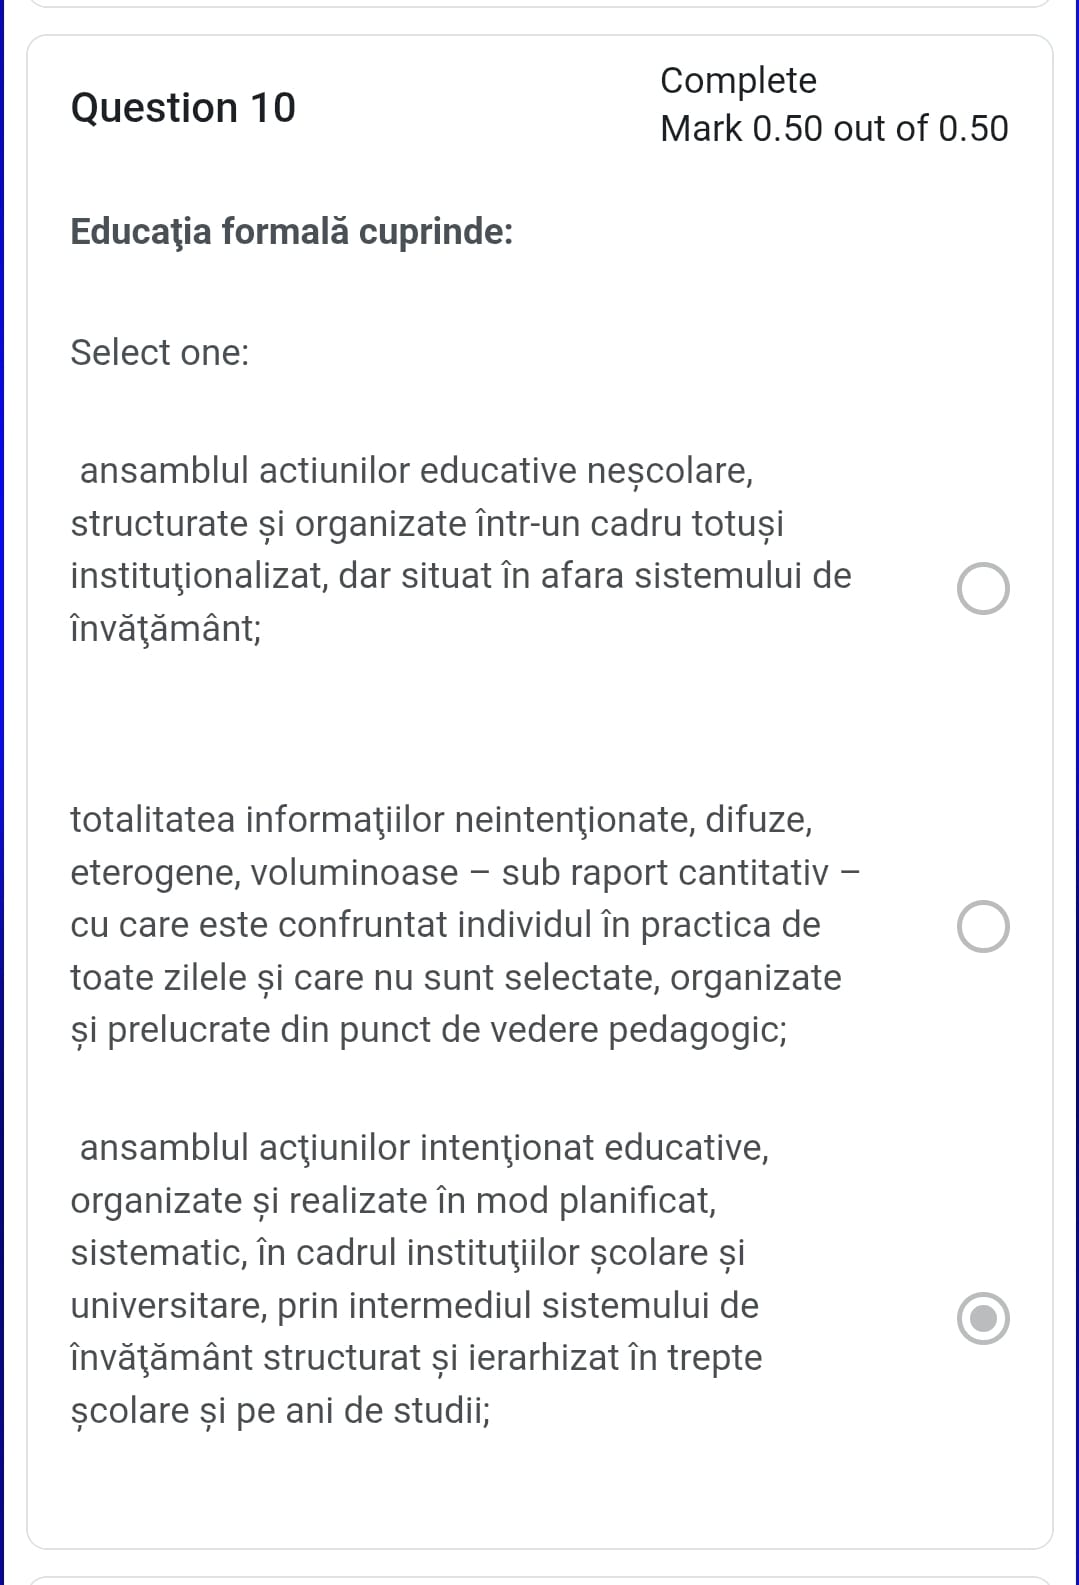 Question 10
Complete
Mark 0.50 out of 0.50
Educaţia formală cuprinde:
Select one:
ansamblul actiunilor educative neșcolare,
structurate și organizate într-un cadru totuși
instituţionalizat, dar situat în afara sistemului de
învăţământ;
totalitatea informaţiilor neintenţionate, difuze,
eterogene, voluminoase – sub raport cantitativ –
cu care este confruntat individul în practica de
toate zilele și care nu sunt selectate, organizate
și prelucrate din punct de vedere pedagogic;
ansamblul acţiunilor intenţionat educative,
organizate și realizate în mod planificat,
sistematic, în cadrul instituţiilor școlare și
universitare, prin intermediul sistemului de
învăţământ structurat și ierarhizat în trepte
școlare și pe ani de studii;